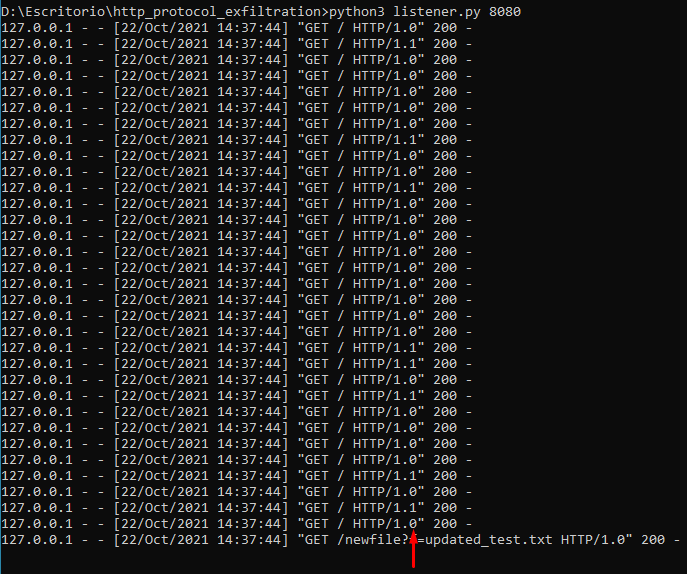 D:\Escritorio\http_protocol_exfiltration>python3 listener.py 8080
127.0.0.1 - - [22/Oct/2021 14:37:44] "GET / HTTP/1.0" 200 -
127.0.0.1 - - [22/Oct/2021 14:37:44] "GET / HTTP/1.1" 200 -
127.0.0.1 - - [22/Oct/2021 14:37:44] "GET / HTTP/1.0" 200 -
127.0.0.1 - - [22/Oct/2021 14:37:44] "GET / HTTP/1.0" 200 -
127.0.0.1 - - [22/Oct/2021 14:37:44] "GET / HTTP/1.0" 200 -
127.0.0.1 - - [22/Oct/2021 14:37:44] "GET / HTTP/1.0" 200 -
127.0.0.1 - - [22/Oct/2021 14:37:44] "GET / HTTP/1.0" 200 -
127.0.0.1 - - [22/Oct/2021 14:37:44] "GET / HTTP/1.1" 200 -
127.0.0.1 - - [22/Oct/2021 14:37:44] "GET / HTTP/1.0" 200 -
127.0.0.1 - - [22/Oct/2021 14:37:44] "GET / HTTP/1.0" 200 -
127.0.0.1 - - [22/Oct/2021 14:37:44] "GET / HTTP/1.1" 200 -
127.0.0.1 - - [22/Oct/2021 14:37:44] "GET / HTTP/1.0" 200 -
127.0.0.1 - - [22/Oct/2021 14:37:44] "GET / HTTP/1.0" 200 -
127.0.0.1 - - [22/Oct/2021 14:37:44] "GET / HTTP/1.0" 200 -
127.0.0.1 - - [22/Oct/2021 14:37:44] "GET / HTTP/1.0" 200 -
127.0.0.1 - - [22/Oct/2021 14:37:44] "GET / HTTP/1.0" 200 -
127.0.0.1 - - [22/Oct/2021 14:37:44] "GET / HTTP/1.0" 200 -
127.0.0.1 - - [22/Oct/2021 14:37:44] "GET / HTTP/1.0" 200 -
127.0.0.1 - - [22/Oct/2021 14:37:44] "GET / HTTP/1.0" 200 -
127.0.0.1 - - [22/Oct/2021 14:37:44] "GET / HTTP/1.0" 200 -
127.0.0.1 - - [22/Oct/2021 14:37:44] "GET / HTTP/1.1" 200 -
127.0.0.1 - - [22/Oct/2021 14:37:44] "GET / HTTP/1.1" 200 -
127.0.0.1 - - [22/Oct/2021 14:37:44] "GET / HTTP/1.0" 200 -
127.0.0.1 - - [22/Oct/2021 14:37:44] "GET / HTTP/1.1" 200 -
127.0.0.1 - - [22/Oct/2021 14:37:44] "GET / HTTP/1.0" 200 -
127.0.0.1 - - [22/Oct/2021 14:37:44] "GET / HTTP/1.0" 200 -
127.0.0.1 - - [22/Oct/2021 14:37:44] "GET / HTTP/1.0" 200 -
127.0.0.1 - - [22/Oct/2021 14:37:44] "GET / HTTP/1.0" 200 -
127.0.0.1 - - [22/Oct/2021 14:37:44] "GET / HTTP/1.1" 200 -
127.0.0.1 - - [22/Oct/2021 14:37:44] "GET / HTTP/1.0" 200 -
127.0.0.1 - - [22/Oct/2021 14:37:44] "GET / HTTP/1.1" 200 -
127.0.0.1 - - [22/Oct/2021 14:37:44] "GET / HTTP/1.0" 200 -
127.0.0.1 - - [22/Oct/2021 14:37:44] "GET /newfile?=updated_test.txt HTTP/1.0" 200 -